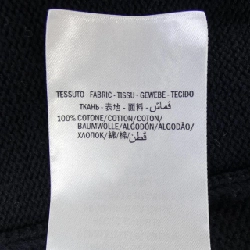 TESSUTO - FABRIC - TISSU - GEWEBE - TECIDO
ТКАНЬ - 表地 - 面料 - قماش
100% COTONE/COTTON/COTON/
BAUMWOLLE/ALGODÓN/ALGODÃO/
ХЛОПОК/綿/棉/قطن